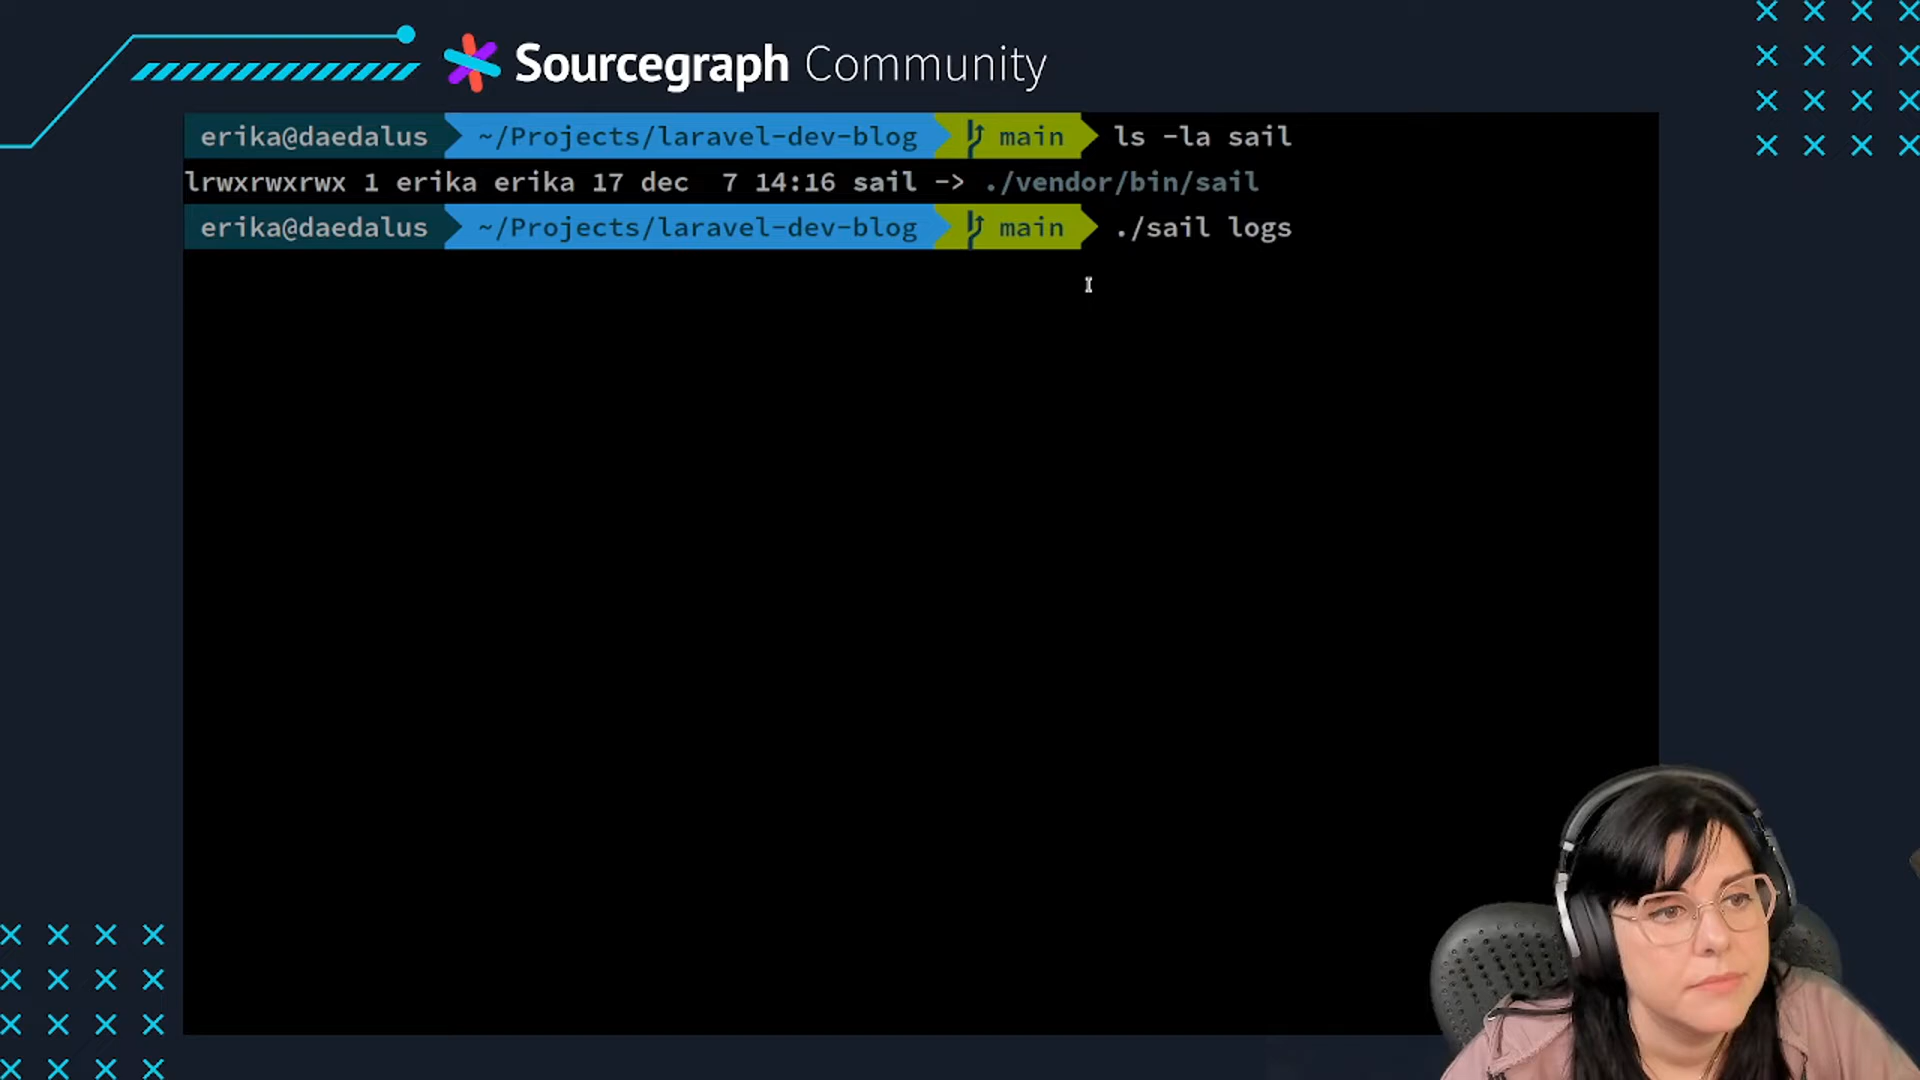 Sourcegraph Community
erika@daedalus ~/Projects/laravel-dev-blog main ls -la sail
lrwxrwxrwx 1 erika erika 17 dec  7 14:16 sail -> ./vendor/bin/sail
erika@daedalus ~/Projects/laravel-dev-blog main ./sail logs